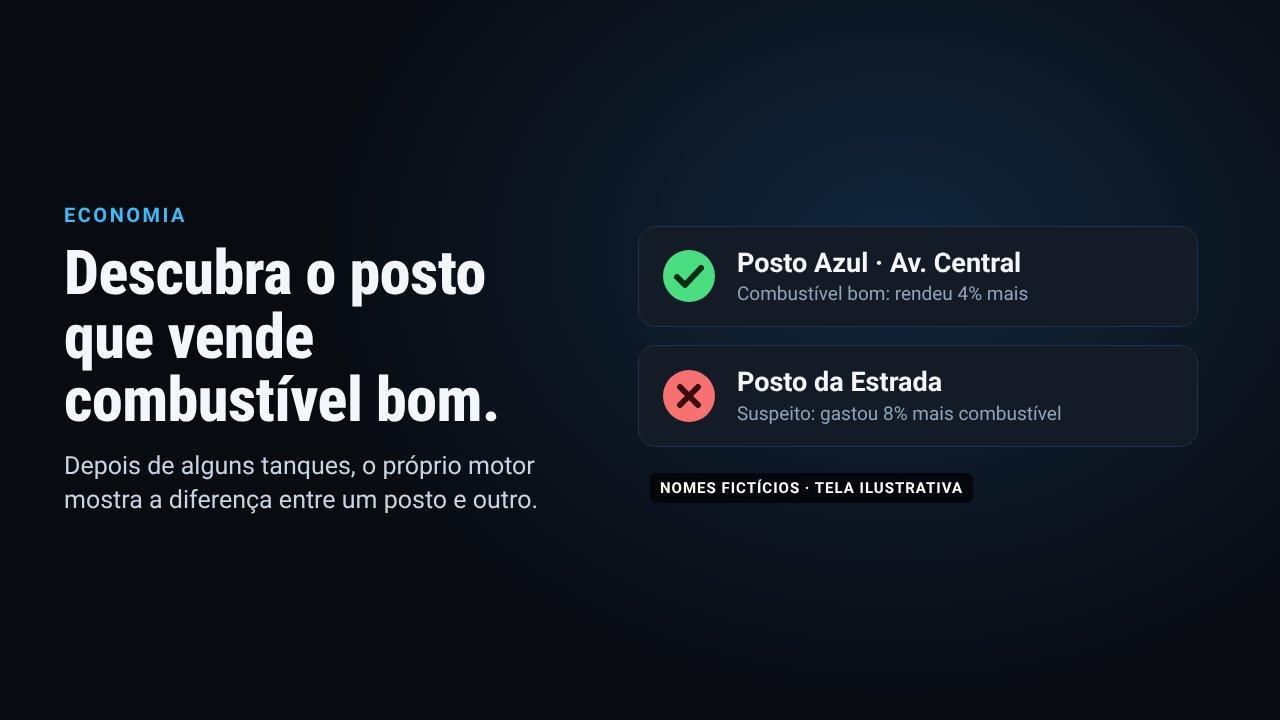 ECONOMIA
Descubra o posto
que vende
combustível bom.
Depois de alguns tanques, o próprio motor
mostra a diferença entre um posto e outro.
Posto Azul · Av. Central
Combustível bom: rendeu 4% mais
Posto da Estrada
Suspeito: gastou 8% mais combustível
NOMES FICTÍCIOS · TELA ILUSTRATIVA